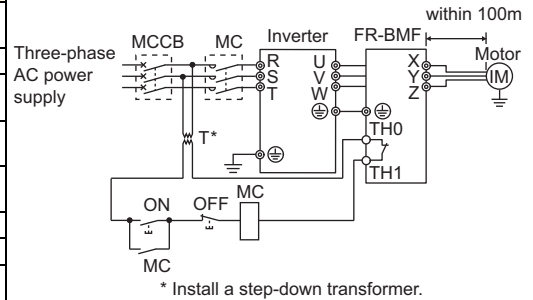 within 100m
MCCB MC Inverter FR-BMF Motor
Three-phase
AC power
supply
R U X
S V Y IM
T W Z
T*
TH0
TH1
ON OFF MC
MC
* Install a step-down transformer.